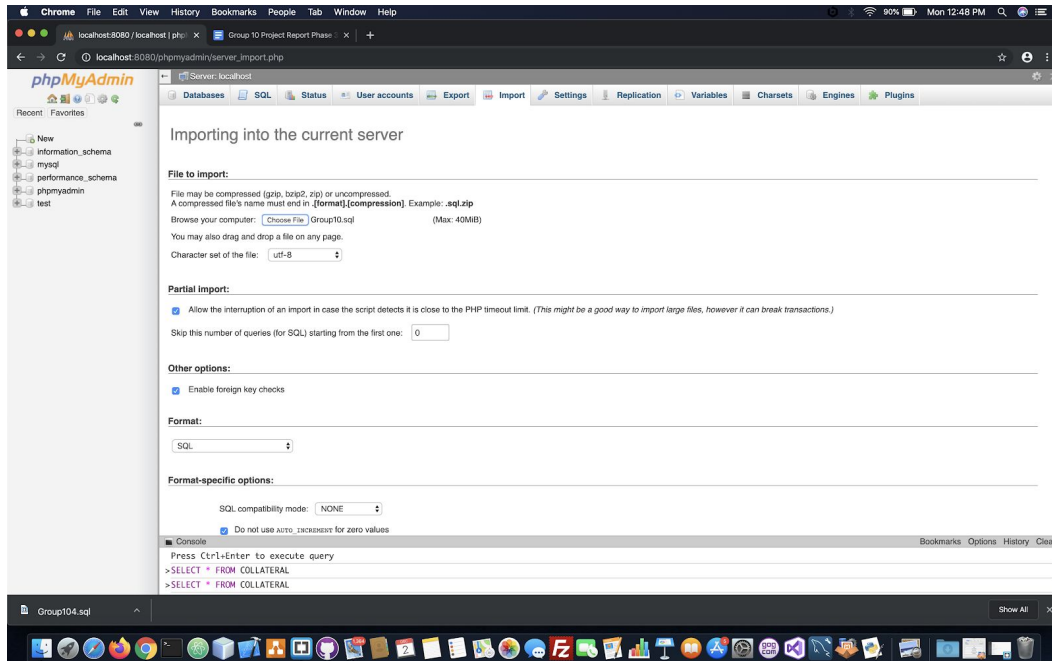 Chrome File Edit View History Bookmarks People Tab Window Help 90% Mon 12:48 PM
localhost:8080 / localhost | php Group 10 Project Report Phase
localhost:8080/phpmyadmin/server_import.php
phpMyAdmin
Recent Favorites
New
information_schema
mysql
performance_schema
phpmyadmin
test
Server: localhost
Databases SQL Status User accounts Export Import Settings Replication Variables Charsets Engines Plugins
Importing into the current server
File to import:
File may be compressed (gzip, bzip2, zip) or uncompressed.
A compressed file's name must end in .[format].[compression]. Example: .sql.zip
Browse your computer: Choose File Group10.sql (Max: 40MiB)
You may also drag and drop a file on any page.
Character set of the file: utf-8
Partial import:
Allow the interruption of an import in case the script detects it is close to the PHP timeout limit. (This might be a good way to import large files, however it can break transactions.)
Skip this number of queries (for SQL) starting from the first one: 0
Other options:
Enable foreign key checks
Format:
SQL
Format-specific options:
SQL compatibility mode: NONE
Do not use AUTO_INCREMENT for zero values
Console Bookmarks Options History Clea
Press Ctrl+Enter to execute query
>SELECT * FROM COLLATERAL
>SELECT * FROM COLLATERAL
Group104.sql Show All